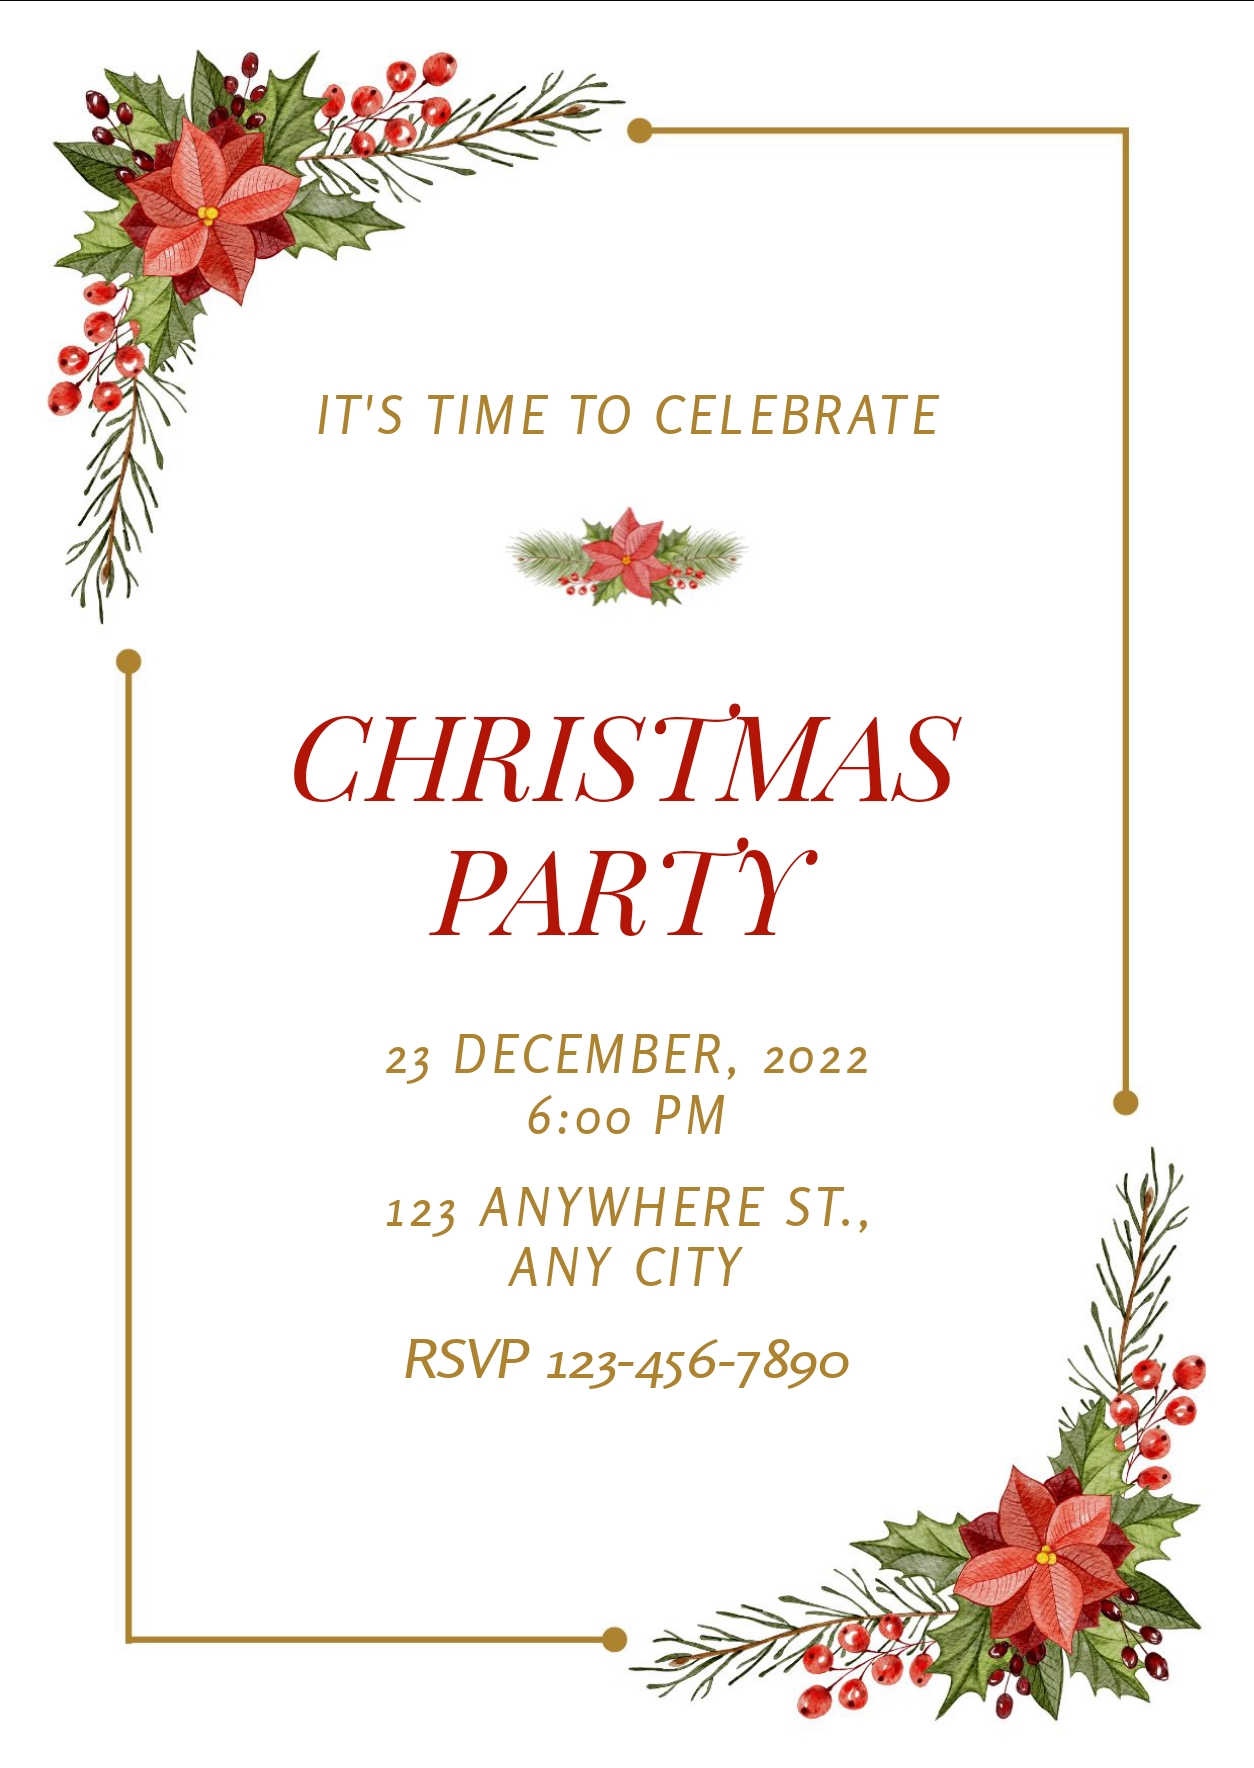 IT'S TIME TO CELEBRATE
CHRISTMAS
PARTY
23 DECEMBER, 2022
6:00 PM
123 ANYWHERE ST.,
ANY CITY
RSVP 123-456-7890